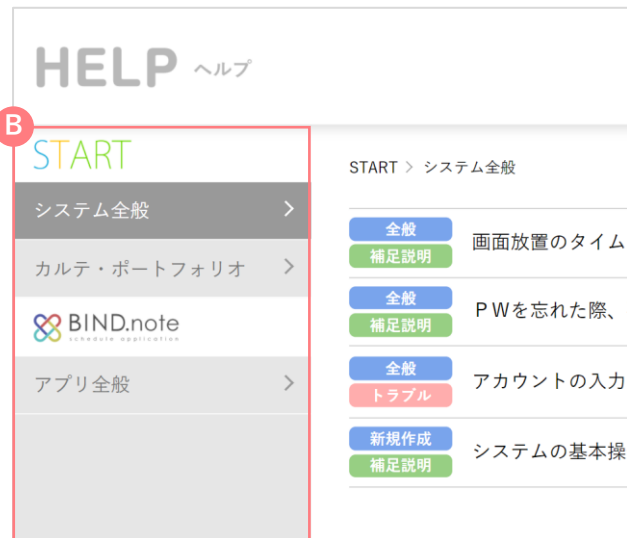 HELP ヘルプ
B
START
システム全般
カルテ・ポートフォリオ
BIND.note
schedule application
アプリ全般
START > システム全般
全般
補足説明
画面放置のタイム
全般
補足説明
ＰＷを忘れた際、
全般
トラブル
アカウントの入力
新規作成
補足説明
システムの基本操